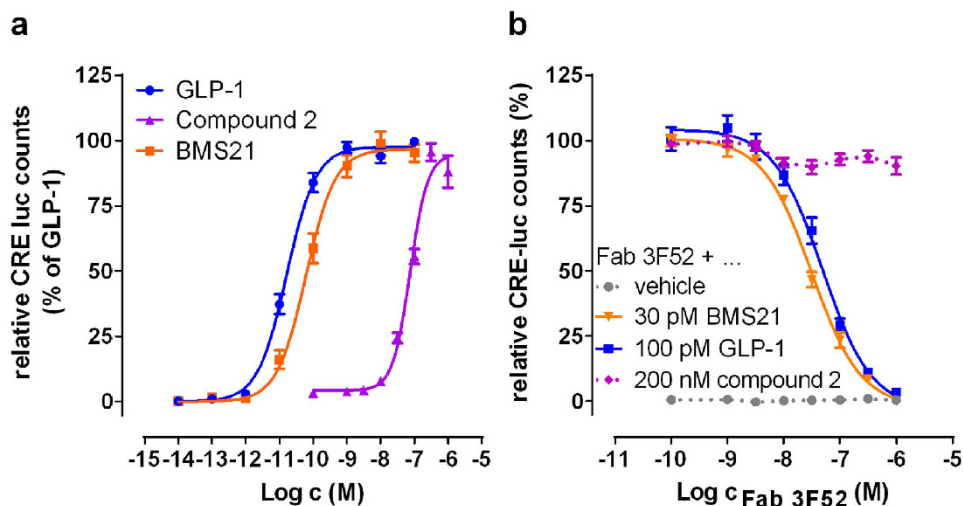 a
relative CRE luc counts
(% of GLP-1)
125
100
75
50
25
0
GLP-1
Compound 2
BMS21
-15 -14 -13 -12 -11 -10 -9 -8 -7 -6 -5
Log c (M)
b
relative CRE-luc counts (%)
125
100
75
50
25
0
Fab 3F52 + ...
vehicle
30 pM BMS21
100 pM GLP-1
200 nM compound 2
-11 -10 -9 -8 -7 -6 -5
Log c Fab 3F52 (M)